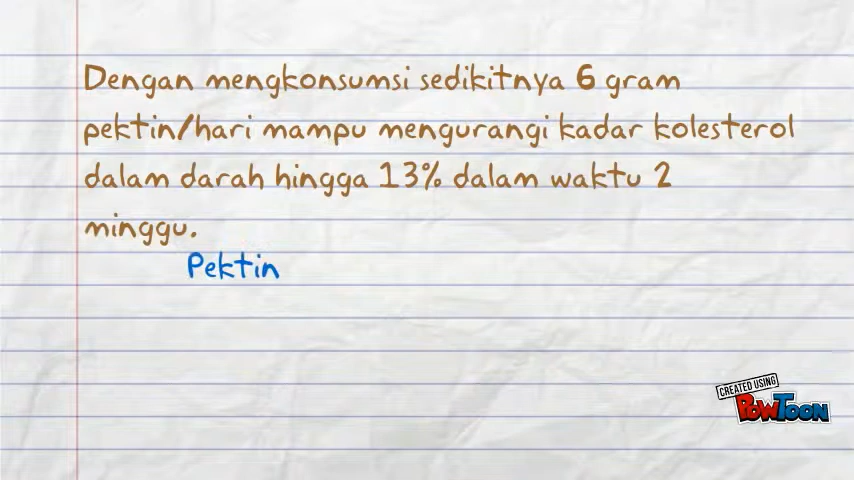 Dengan mengkonsumsi sedikitnya 6 gram
pektin/hari mampu mengurangi kadar kolesterol
dalam darah hingga 13% dalam waktu 2
minggu.
Pektin
CREATED USING
POWTOON